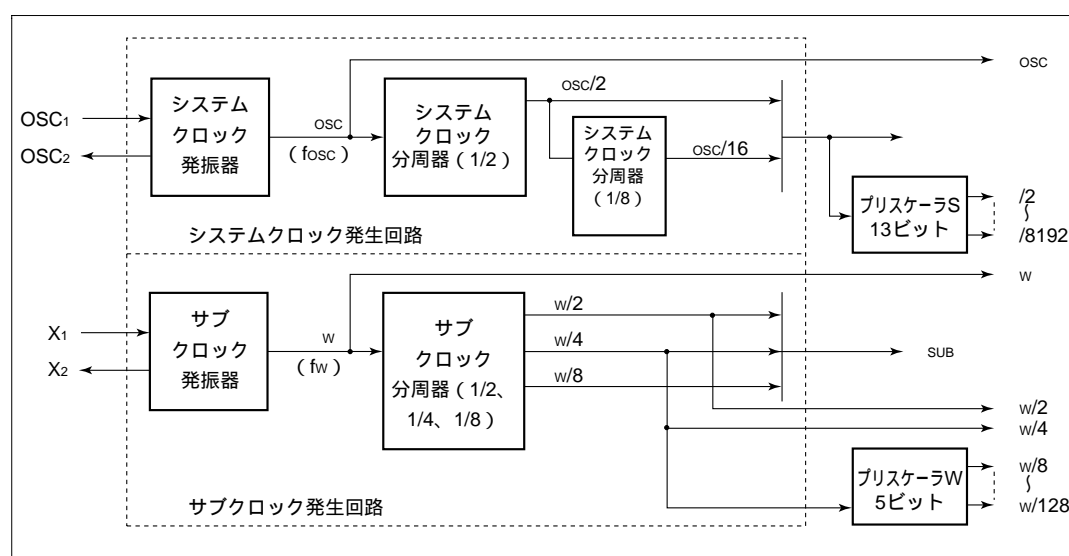 OSC
OSC1
OSC2
システム
クロック
発振器
OSC
（fOSC）
システム
クロック
分周器（1/2）
OSC/2
システム
クロック
分周器
（1/8）
OSC/16
プリスケーラS
13ビット
/2
～
/8192
システムクロック発生回路
W
X1
X2
サブ
クロック
発振器
W
（fW）
サブ
クロック
分周器（1/2、
1/4、1/8）
W/2
W/4
W/8
SUB
W/2
W/4
プリスケーラW
5ビット
W/8
～
W/128
サブクロック発生回路